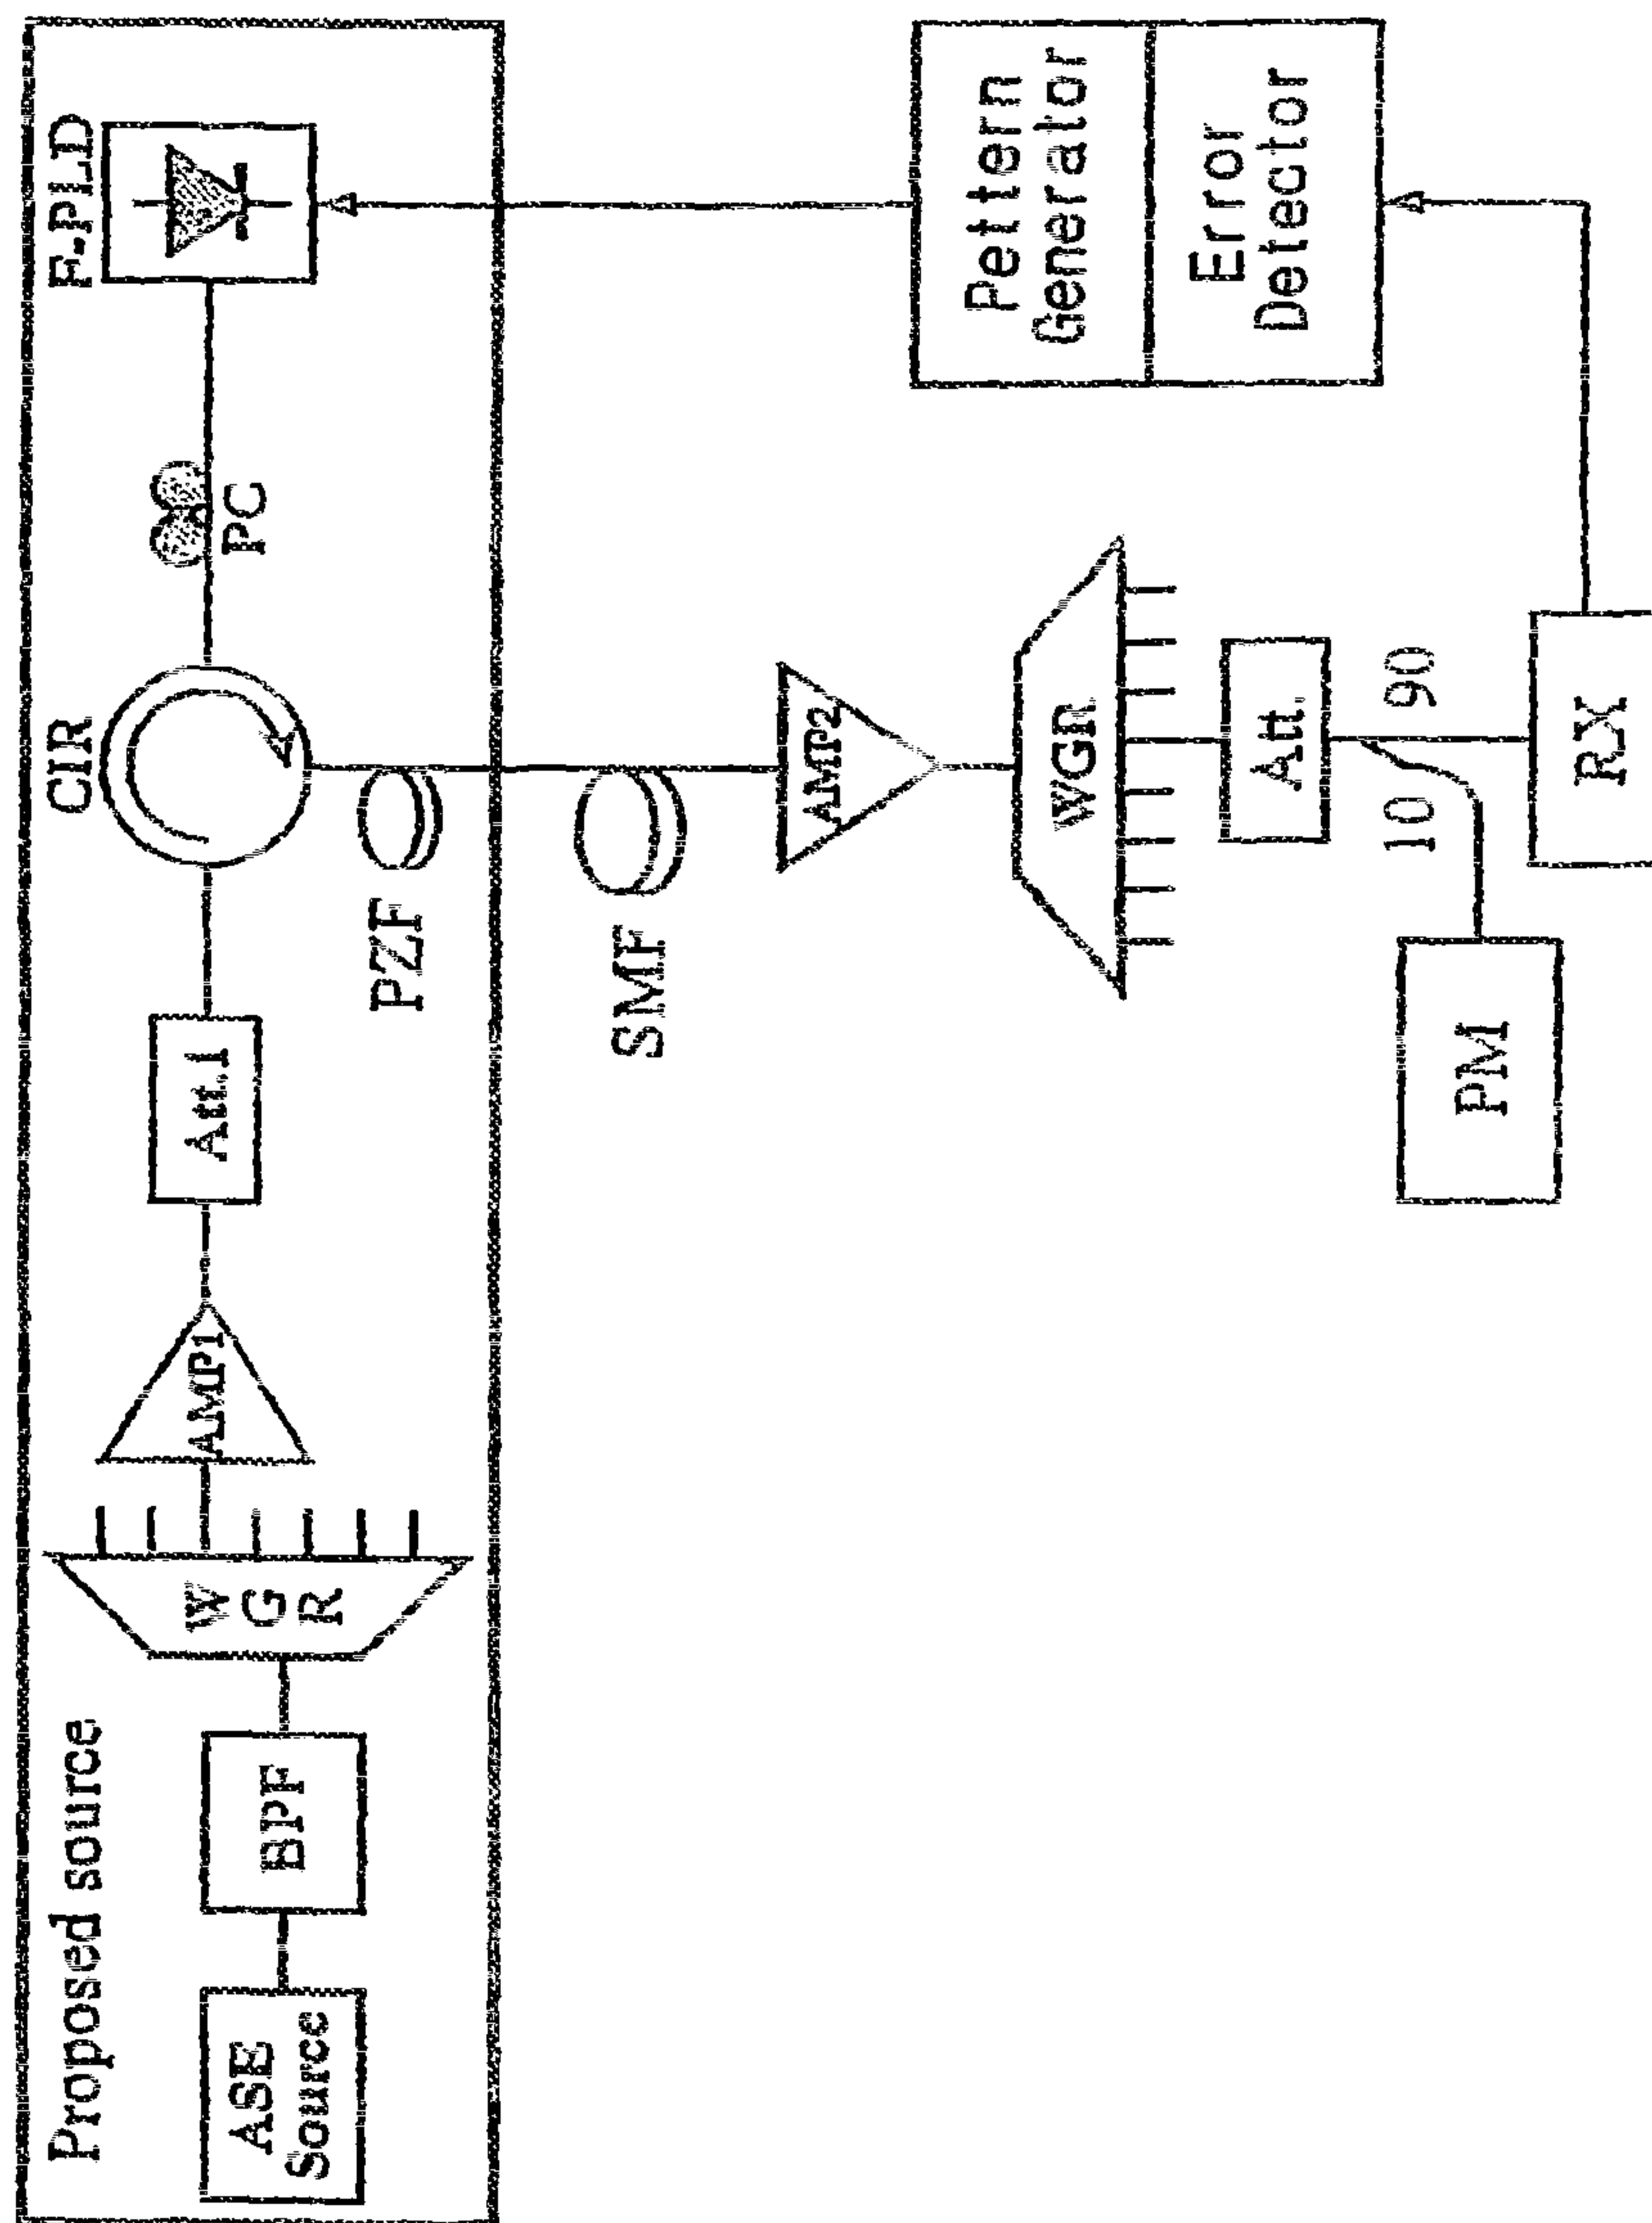 Proposed source
ASE
Source
BPF
W
G
R
AMP1
Att.1
CIR
PC
F-PLD
PZF
SMF
AMP2
WGR
Att.
10
90
PM
RX
Pettern
Generator
Error
Detector